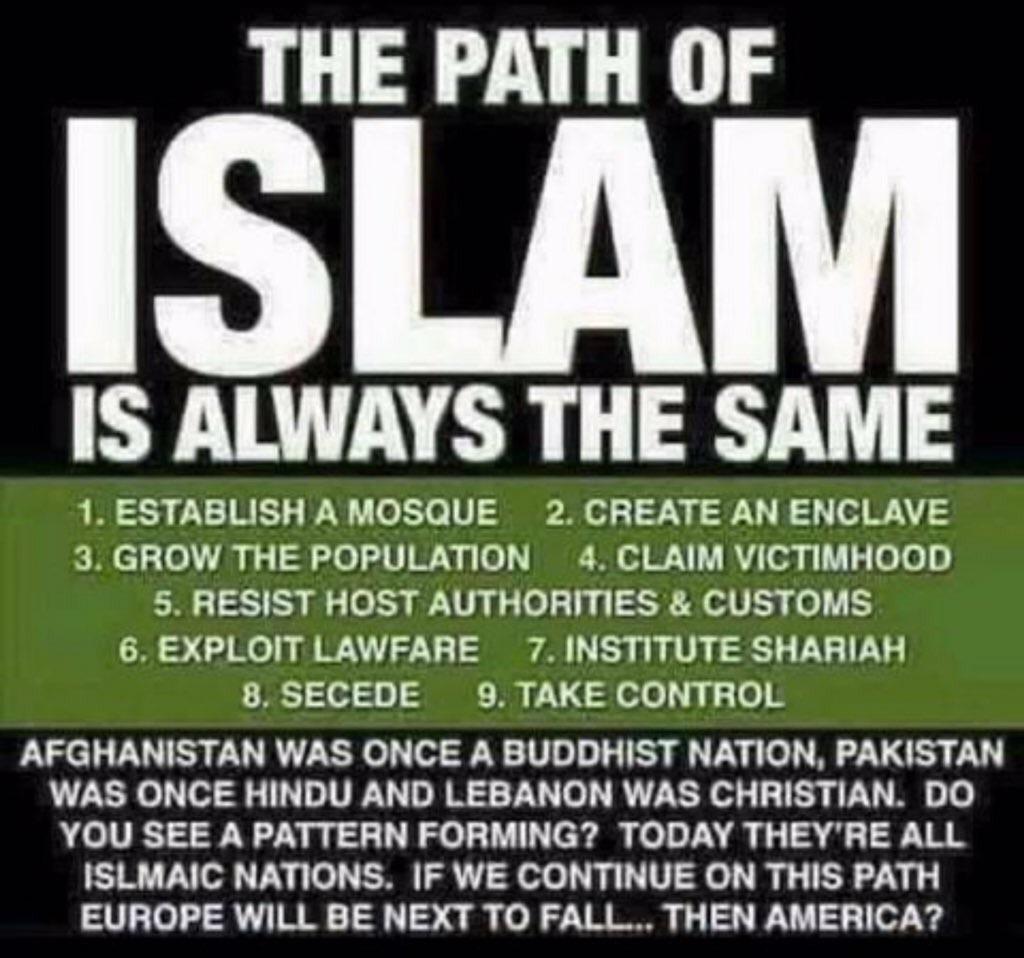 THE PATH OF
ISLAM
IS ALWAYS THE SAME
1. ESTABLISH A MOSQUE 2. CREATE AN ENCLAVE
3. GROW THE POPULATION 4. CLAIM VICTIMHOOD
5. RESIST HOST AUTHORITIES & CUSTOMS
6. EXPLOIT LAWFARE 7. INSTITUTE SHARIAH
8. SECEDE 9. TAKE CONTROL
AFGHANISTAN WAS ONCE A BUDDHIST NATION, PAKISTAN
WAS ONCE HINDU AND LEBANON WAS CHRISTIAN. DO
YOU SEE A PATTERN FORMING? TODAY THEY'RE ALL
ISLMAIC NATIONS. IF WE CONTINUE ON THIS PATH
EUROPE WILL BE NEXT TO FALL... THEN AMERICA?